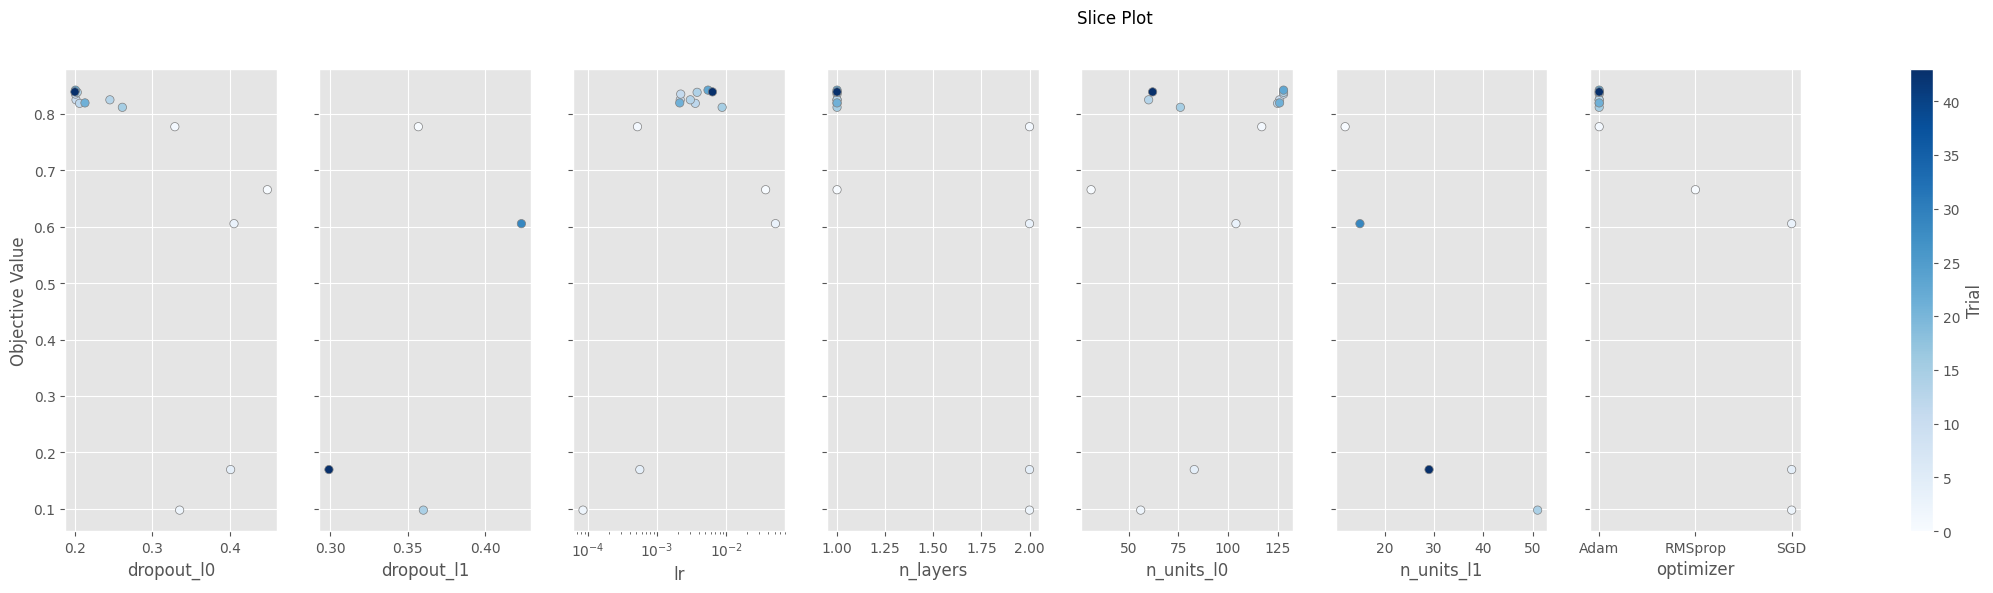 Slice Plot
Objective Value
0.8
0.7
0.6
0.5
0.4
0.3
0.2
0.1
0.2 0.3 0.4
dropout_l0
0.30 0.35 0.40
dropout_l1
10⁻⁴ 10⁻³ 10⁻²
lr
1.00 1.25 1.50 1.75 2.00
n_layers
50 75 100 125
n_units_l0
20 30 40 50
n_units_l1
Adam RMSprop SGD
optimizer
40
35
30
25
20
15
10
5
0
Trial